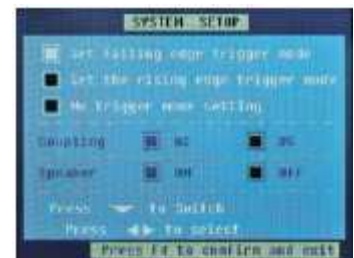 SYSTEM SETUP
Set falling edge trigger mode
Set the rising edge trigger mode
No trigger mode setting
Coupling AC DC
Speaker ON OFF
Press to Switch
Press to select
Press F4 to confirm and exit